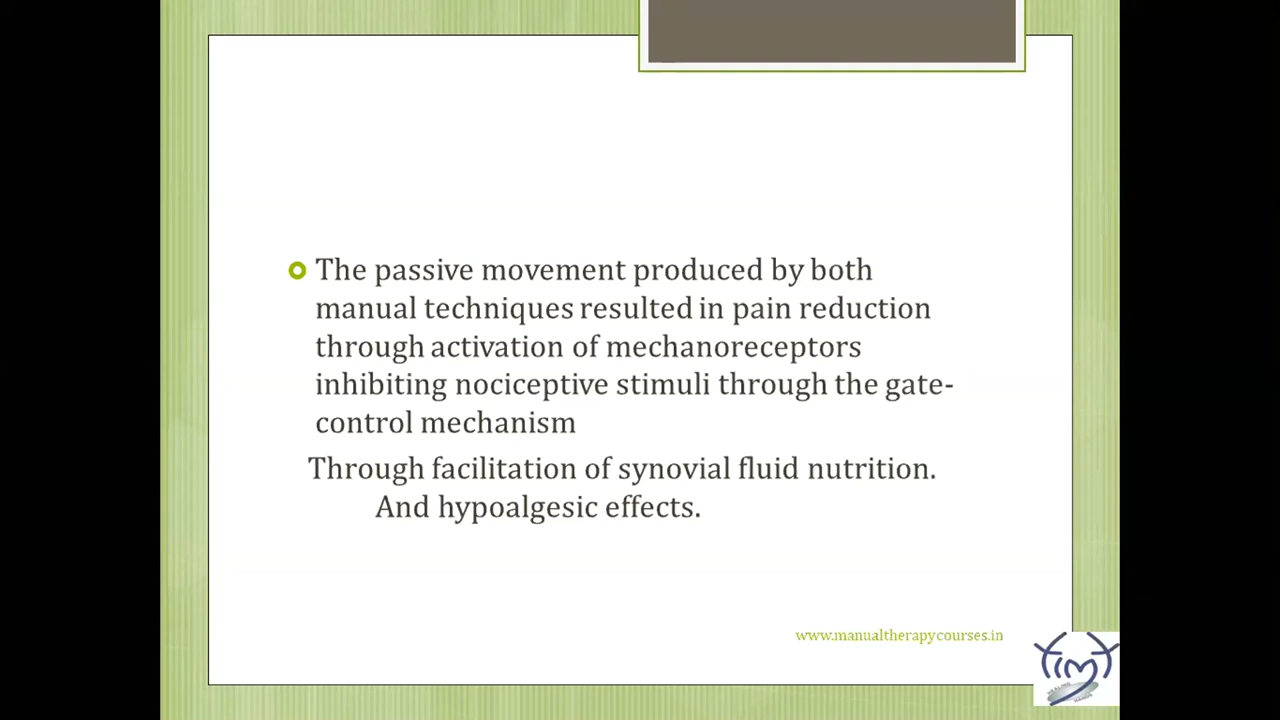 The passive movement produced by both
manual techniques resulted in pain reduction
through activation of mechanoreceptors
inhibiting nociceptive stimuli through the gate-
control mechanism
Through facilitation of synovial fluid nutrition.
And hypoalgesic effects.
www.manualtherapycourses.in